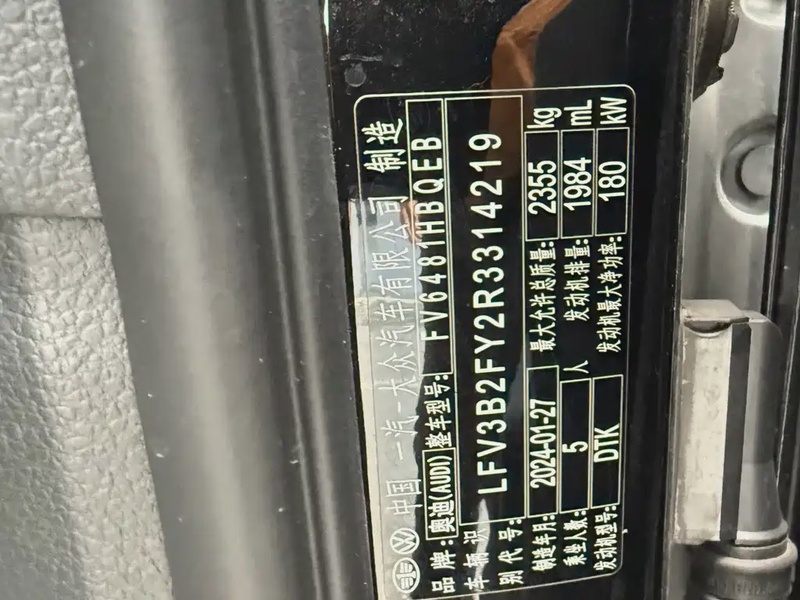 中国 一汽-大众汽车有限公司 制造
品牌: 奥迪(AUDI) 整车型号: FV6481HBQEB
车辆识别代号: LFV3B2FY2R3314219
制造年月: 2024-01-27 最大允许总质量: 2355 kg
乘坐人数: 5 人 发动机排量: 1984 mL
发动机型号: DTK 发动机最大净功率: 180 kW